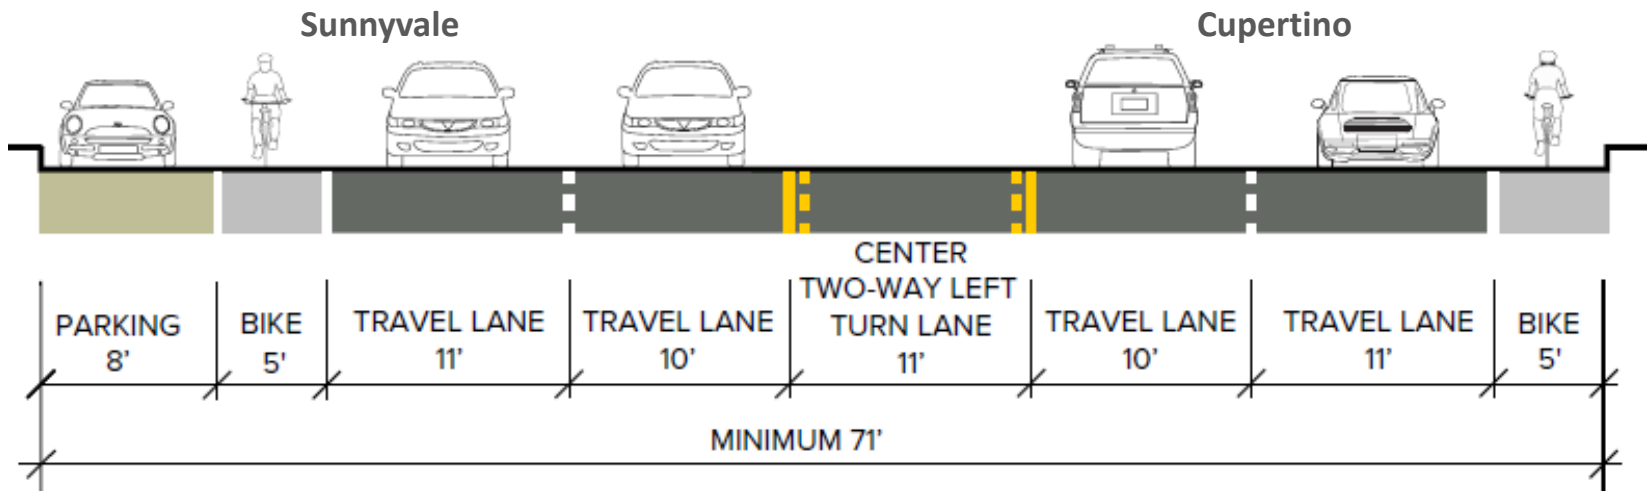 Sunnyvale
Cupertino
CENTER
TWO-WAY LEFT
TURN LANE
11’
PARKING
8’
BIKE
5'
TRAVEL LANE
11’
TRAVEL LANE
10’
TRAVEL LANE
10’
TRAVEL LANE
11’
BIKE
5'
MINIMUM 71’